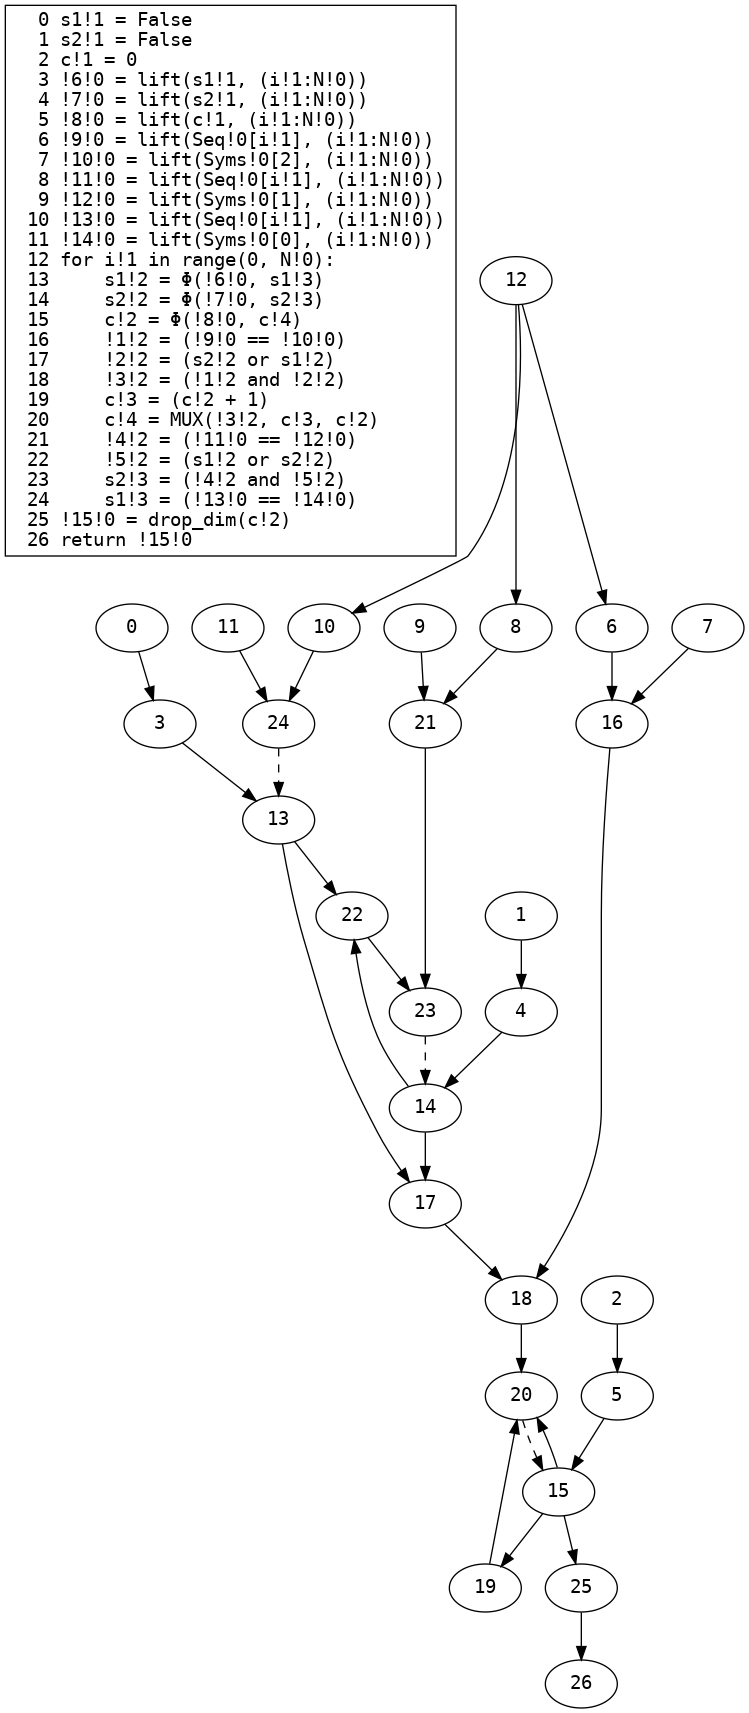 0 s1!1 = False
1 s2!1 = False
2 c!1 = 0
3 !6!0 = lift(s1!1, (i!1:N!0))
4 !7!0 = lift(s2!1, (i!1:N!0))
5 !8!0 = lift(c!1, (i!1:N!0))
6 !9!0 = lift(Seq!0[i!1], (i!1:N!0))
7 !10!0 = lift(Syms!0[2], (i!1:N!0))
8 !11!0 = lift(Seq!0[i!1], (i!1:N!0))
9 !12!0 = lift(Syms!0[1], (i!1:N!0))
10 !13!0 = lift(Seq!0[i!1], (i!1:N!0))
11 !14!0 = lift(Syms!0[0], (i!1:N!0))
12 for i!1 in range(0, N!0):
13     s1!2 = Φ(!6!0, s1!3)
14     s2!2 = Φ(!7!0, s2!3)
15     c!2 = Φ(!8!0, c!4)
16     !1!2 = (!9!0 == !10!0)
17     !2!2 = (s2!2 or s1!2)
18     !3!2 = (!1!2 and !2!2)
19     c!3 = (c!2 + 1)
20     c!4 = MUX(!3!2, c!3, c!2)
21     !4!2 = (!11!0 == !12!0)
22     !5!2 = (s1!2 or s2!2)
23     s2!3 = (!4!2 and !5!2)
24     s1!3 = (!13!0 == !14!0)
25 !15!0 = drop_dim(c!2)
26 return !15!0
12
0
11
10
9
8
6
7
3
24
21
16
13
22
1
23
4
14
17
18
2
20
5
15
19
25
26